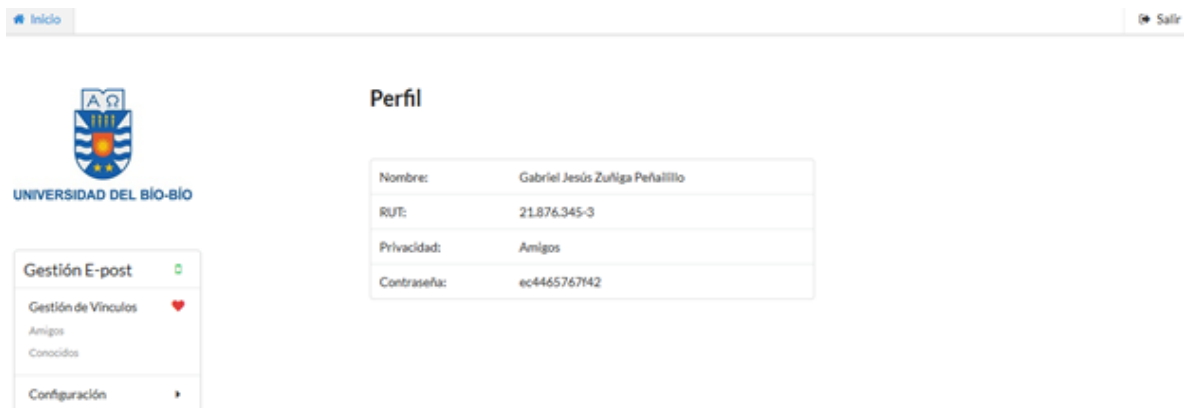 Inicio
Salir
ΑΩ
UNIVERSIDAD DEL BÍO-BÍO
Perfil
Nombre: Gabriel Jesús Zuñiga Peñailillo
RUT: 21.876.345-3
Privacidad: Amigos
Contraseña: ec4465767f42
Gestión E-post
Gestión de Vínculos
Amigos
Conocidos
Configuración